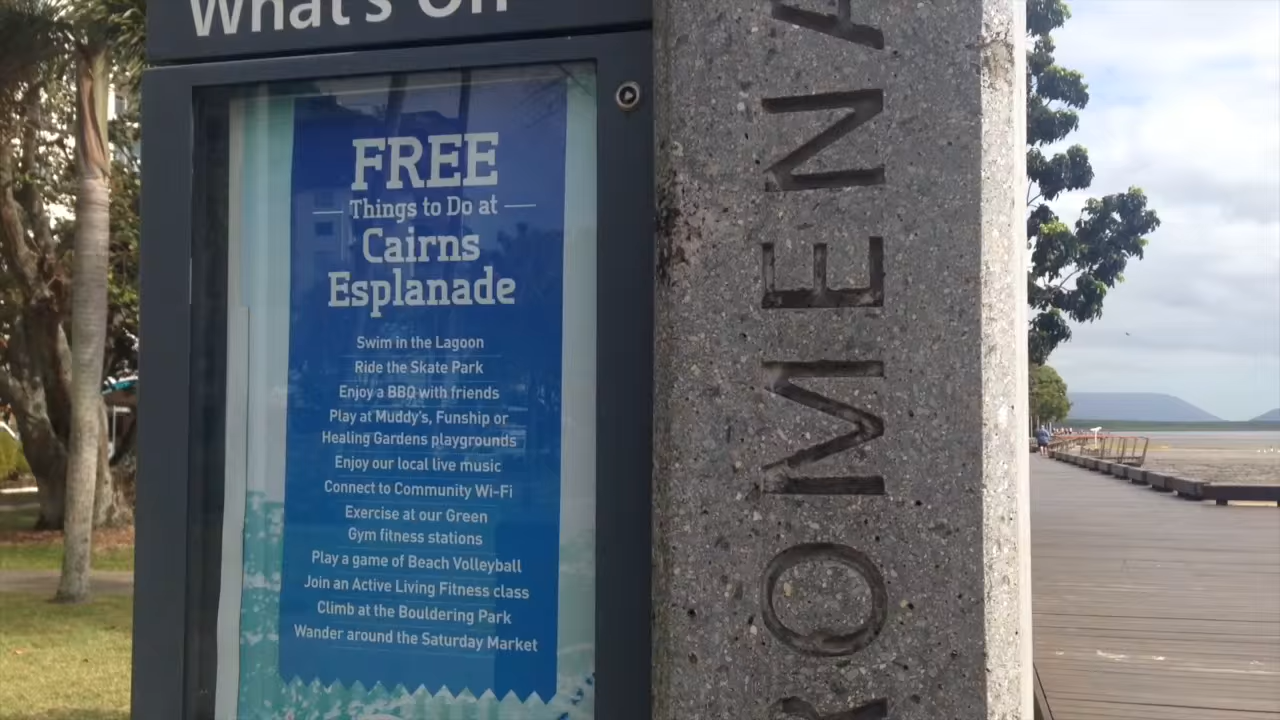 What's On
FREE
Things to Do at
Cairns
Esplanade
Swim in the Lagoon
Ride the Skate Park
Enjoy a BBQ with friends
Play at Muddy's, Funship or
Healing Gardens playgrounds
Enjoy our local live music
Connect to Community Wi-Fi
Exercise at our Green
Gym fitness stations
Play a game of Beach Volleyball
Join an Active Living Fitness class
Climb at the Bouldering Park
Wander around the Saturday Market
ROMENA